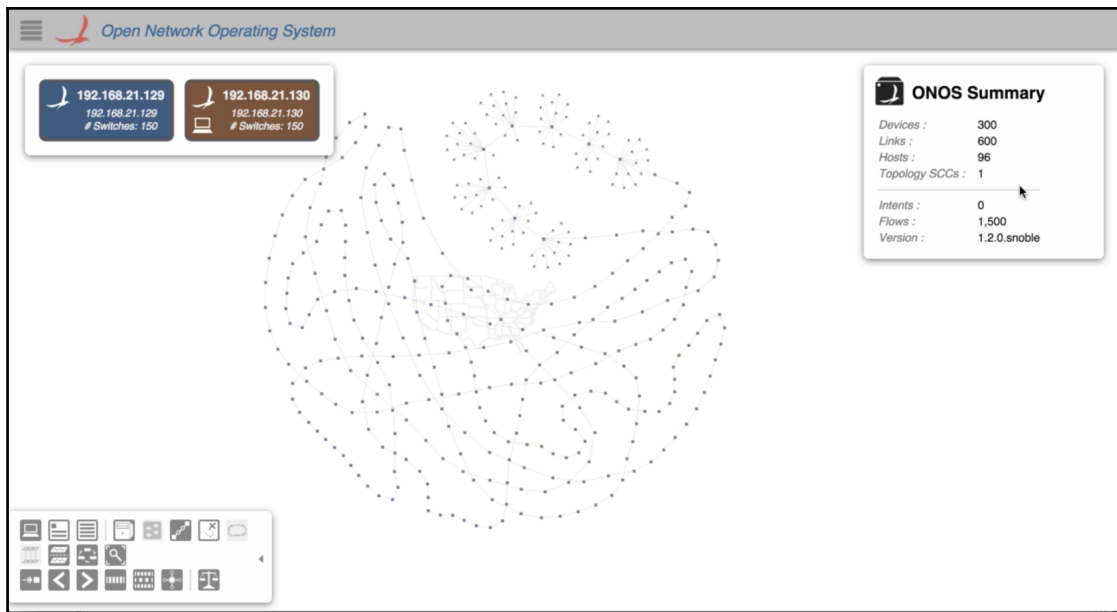 Open Network Operating System
192.168.21.129
192.168.21.129
# Switches: 150
192.168.21.130
192.168.21.130
# Switches: 150
ONOS Summary
Devices : 300
Links : 600
Hosts : 96
Topology SCCs : 1
Intents : 0
Flows : 1,500
Version : 1.2.0.snoble